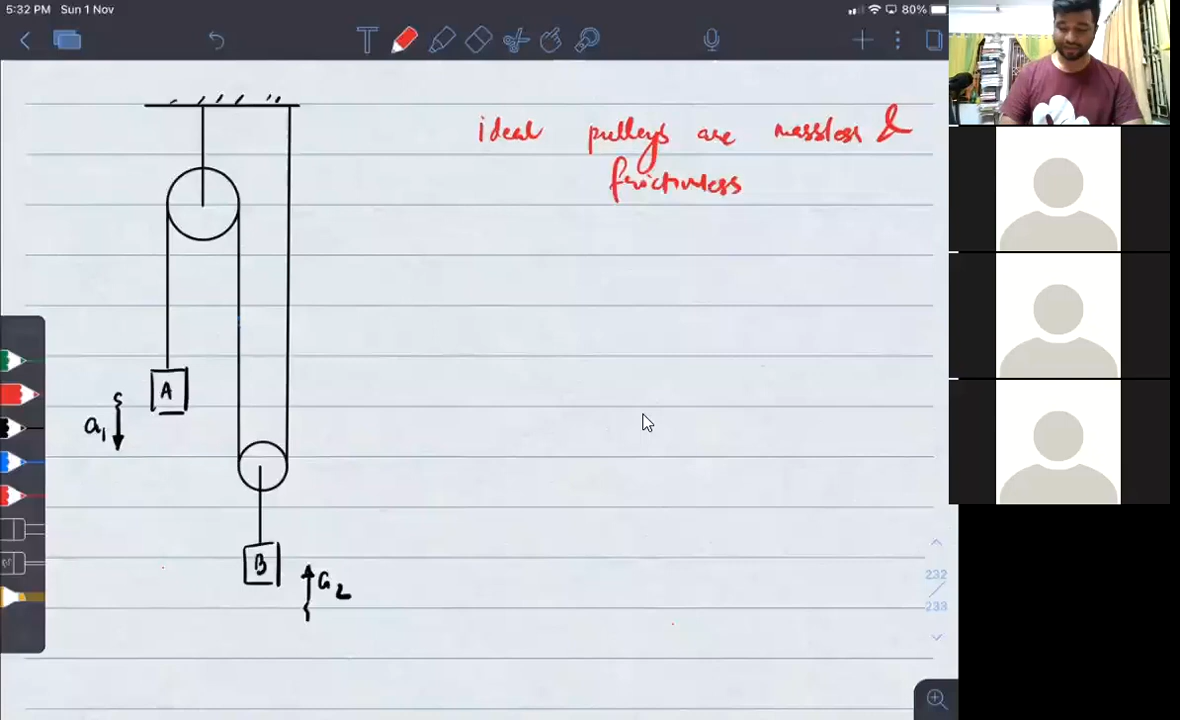 5:32 PM Sun 1 Nov
80%
T
ideal pulleys are massless &
frictionless
A
a1
B
a2
232
233